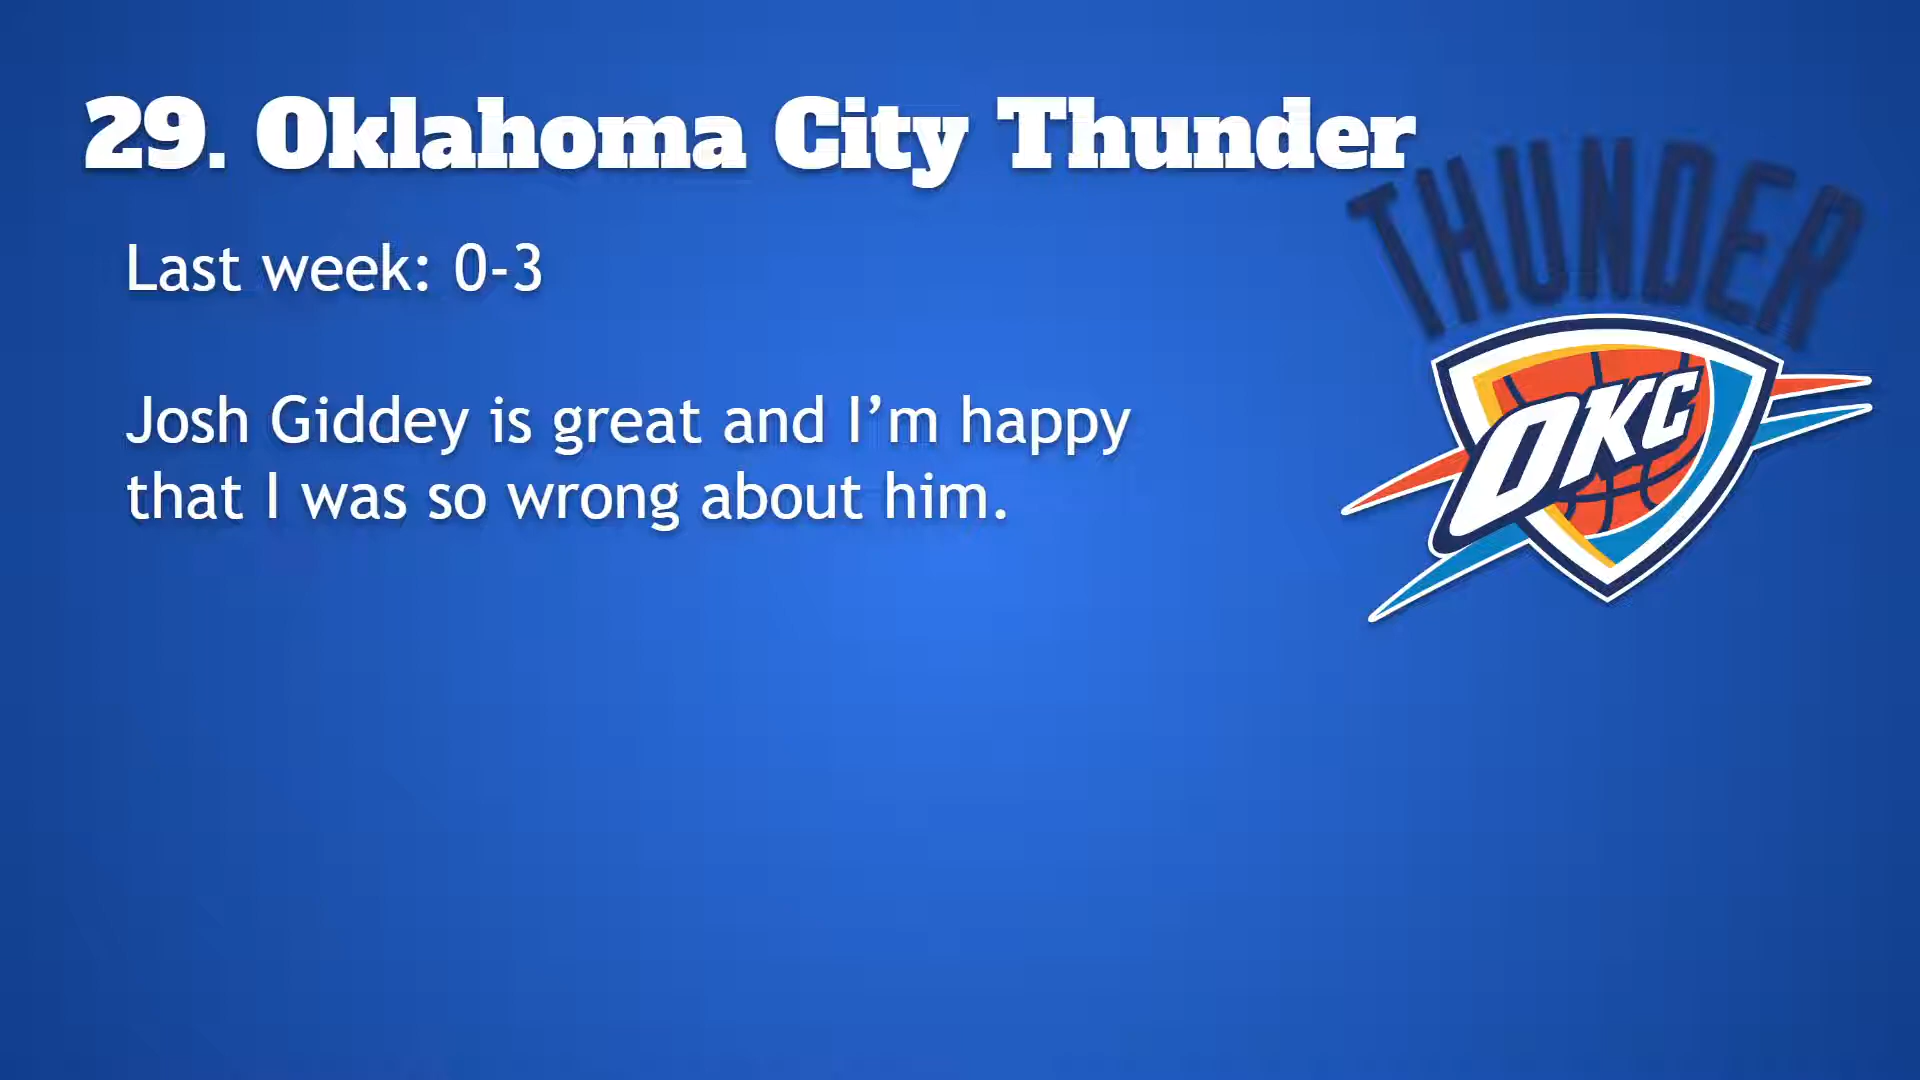 29. Oklahoma City Thunder
Last week: 0-3
Josh Giddey is great and I’m happy
that I was so wrong about him.
THUNDER
OKC